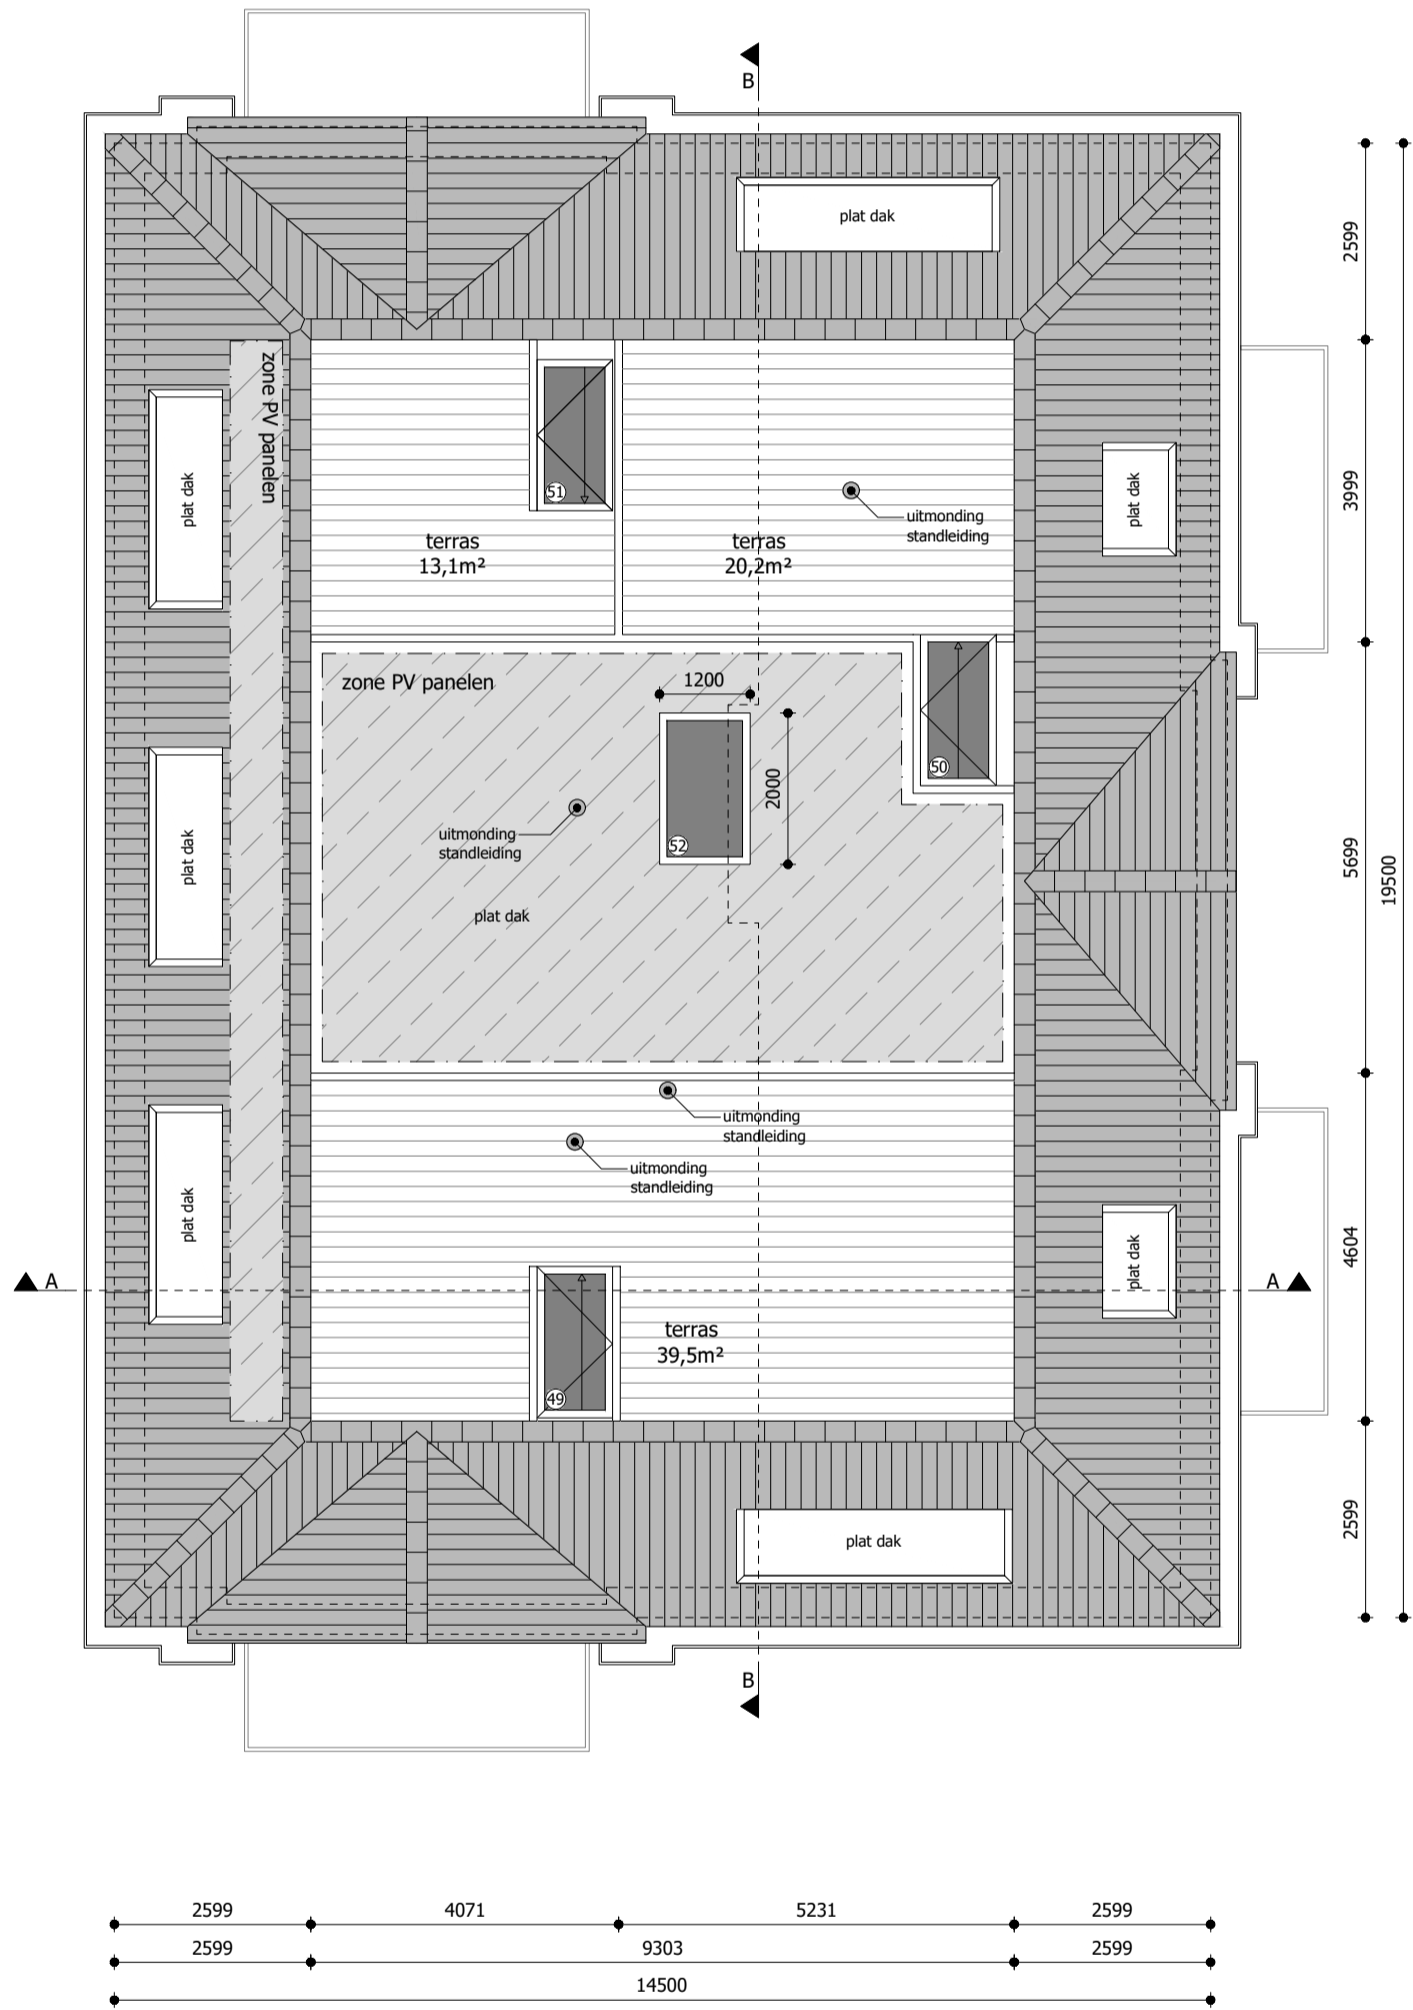 B
plat dak
2599
zone PV panelen
plat dak
51
plat dak
3999
uitmonding
standleiding
terras
13,1m²
terras
20,2m²
zone PV panelen
1200
50
2000
plat dak
52
uitmonding
standleiding
5699
19500
plat dak
uitmonding
standleiding
uitmonding
standleiding
plat dak
plat dak
4604
A
A
terras
39,5m²
49
2599
plat dak
B
2599
4071
5231
2599
2599
9303
2599
14500